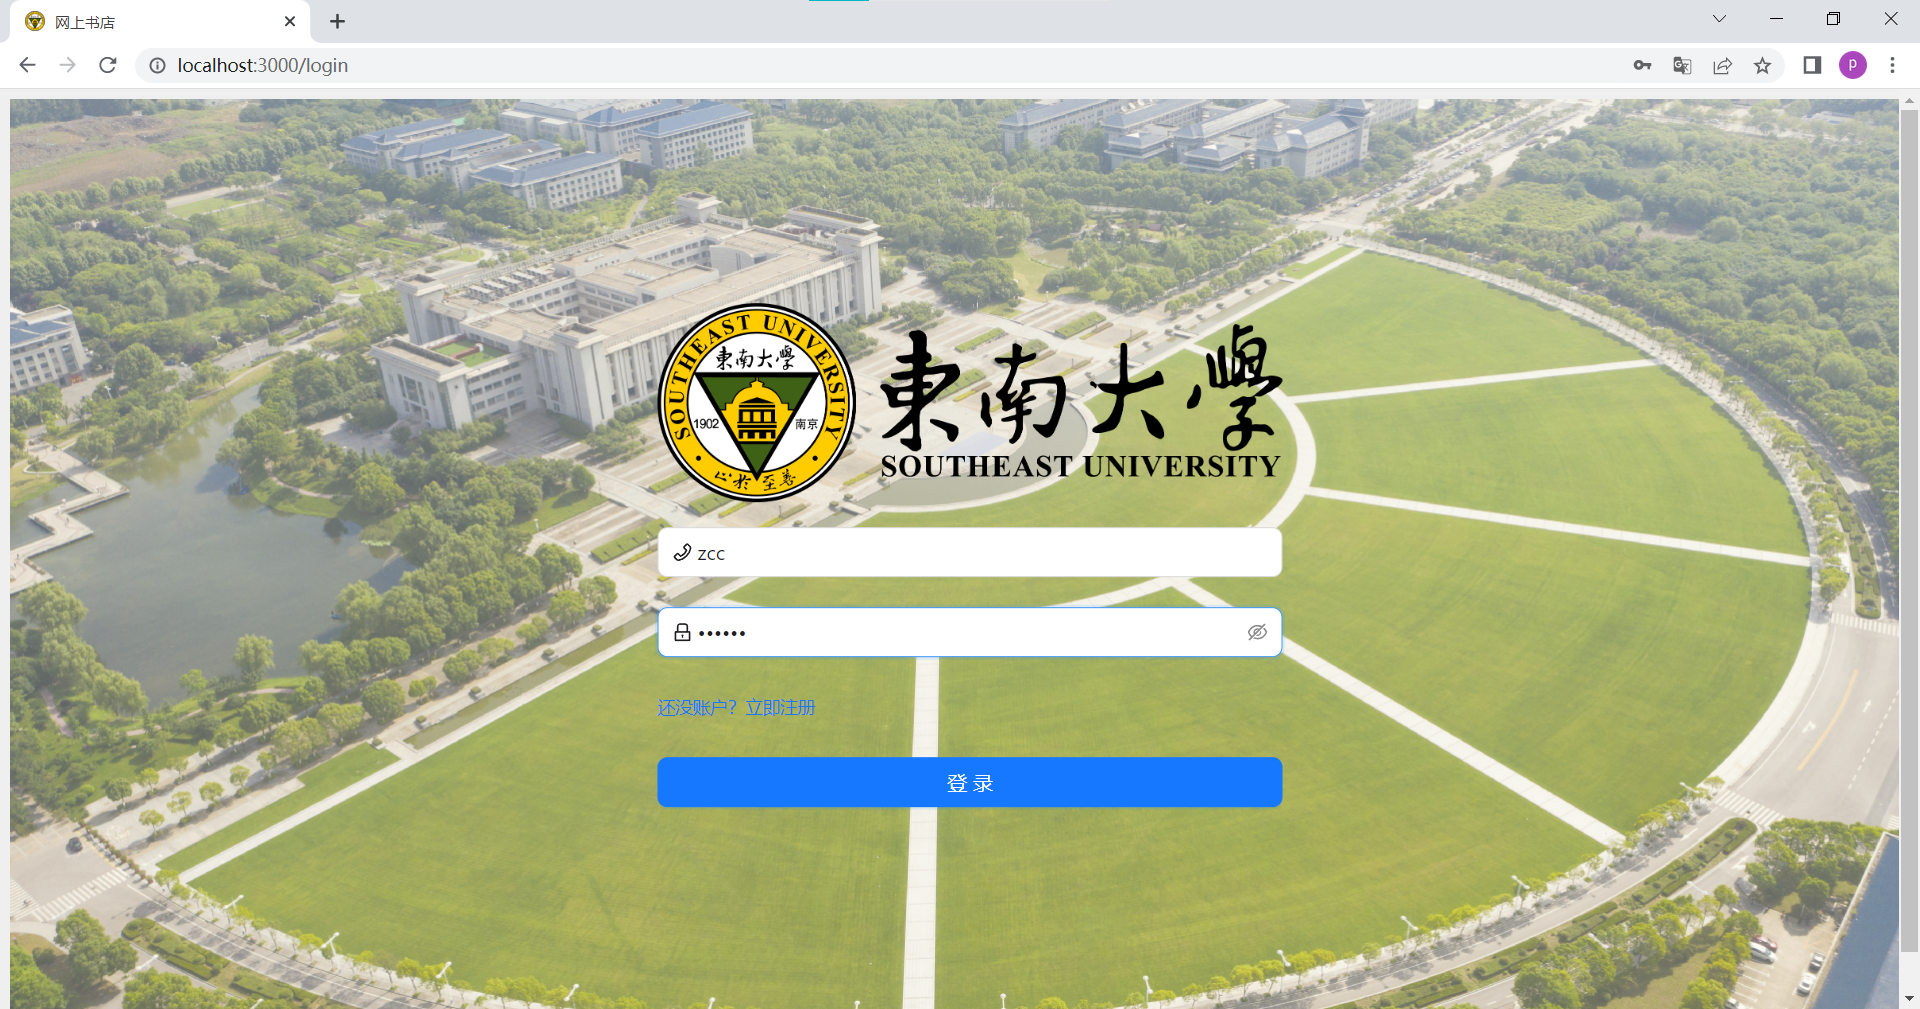 网上书店
localhost:3000/login
P
SOUTHEAST UNIVERSITY
東南大學
1902
南京
止於至善
東南大學
SOUTHEAST UNIVERSITY
zcc
••••••
还没账户？立即注册
登录